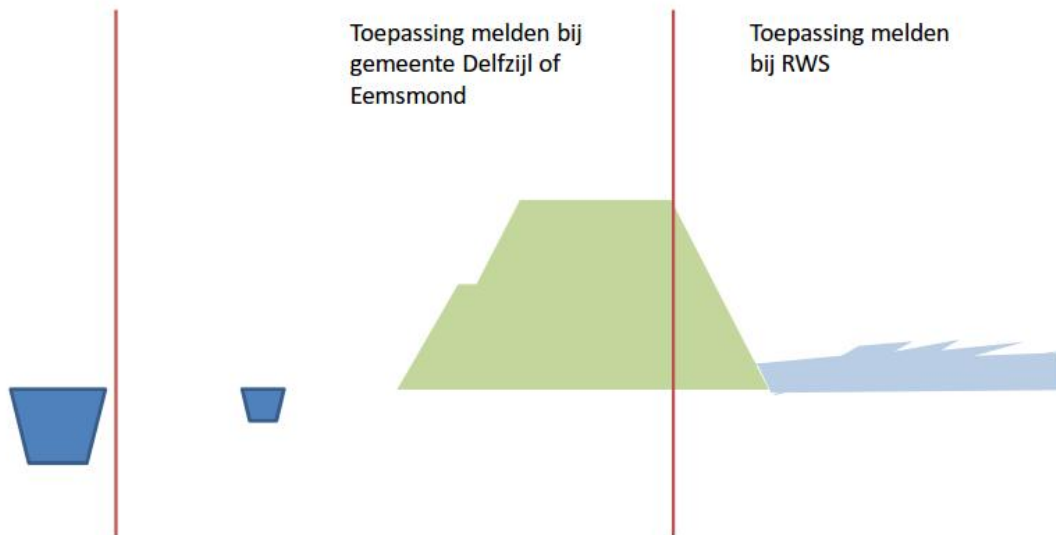 Toepassing melden bij
gemeente Delfzijl of
Eemsmond
Toepassing melden
bij RWS